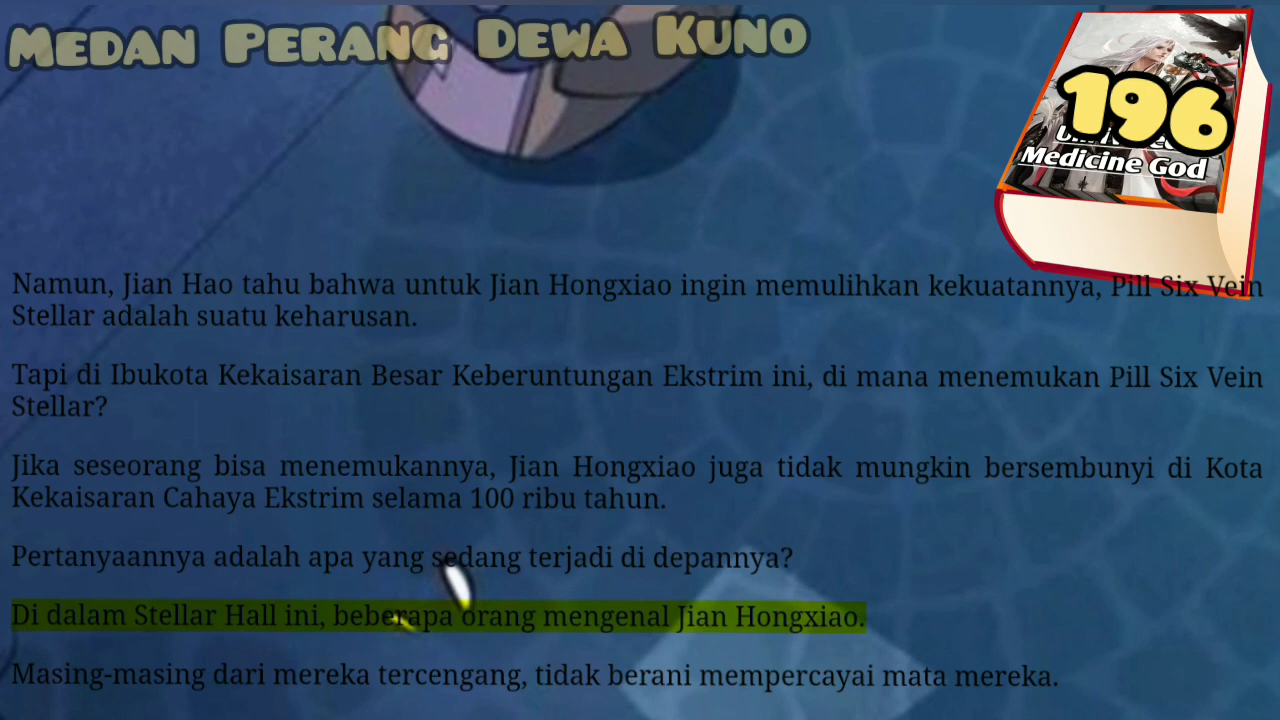 Medan Perang Dewa Kuno
196
Medicine God
Namun, Jian Hao tahu bahwa untuk Jian Hongxiao ingin memulihkan kekuatannya, Pill Six Vein
Stellar adalah suatu keharusan.
Tapi di Ibukota Kekaisaran Besar Keberuntungan Ekstrim ini, di mana menemukan Pill Six Vein
Stellar?
Jika seseorang bisa menemukannya, Jian Hongxiao juga tidak mungkin bersembunyi di Kota
Kekaisaran Cahaya Ekstrim selama 100 ribu tahun.
Pertanyaannya adalah apa yang sedang terjadi di depannya?
Di dalam Stellar Hall ini, beberapa orang mengenal Jian Hongxiao.
Masing-masing dari mereka tercengang, tidak berani mempercayai mata mereka.